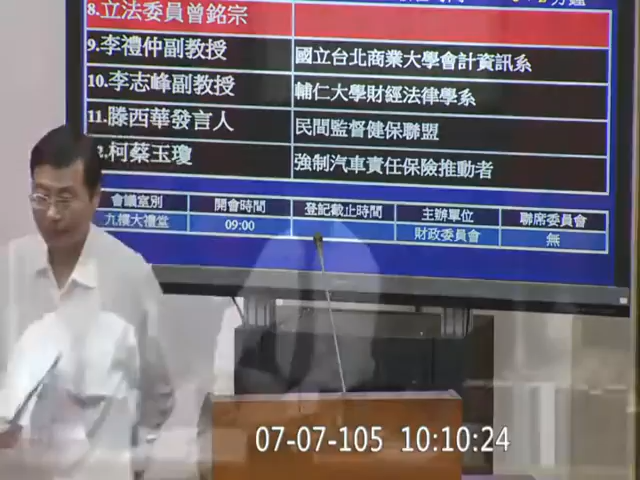 8.立法委員曾銘宗
9.李禮仲副教授 國立台北商業大學會計資訊系
10.李志峰副教授 輔仁大學財經法律學系
11.滕西華發言人 民間監督健保聯盟
2.柯蔡玉瓊 強制汽車責任保險推動者
會議室別 開會時間 登記截止時間 主辦單位 聯席委員會
九樓大禮堂 09:00 財政委員會 無
07-07-105 10:10:24